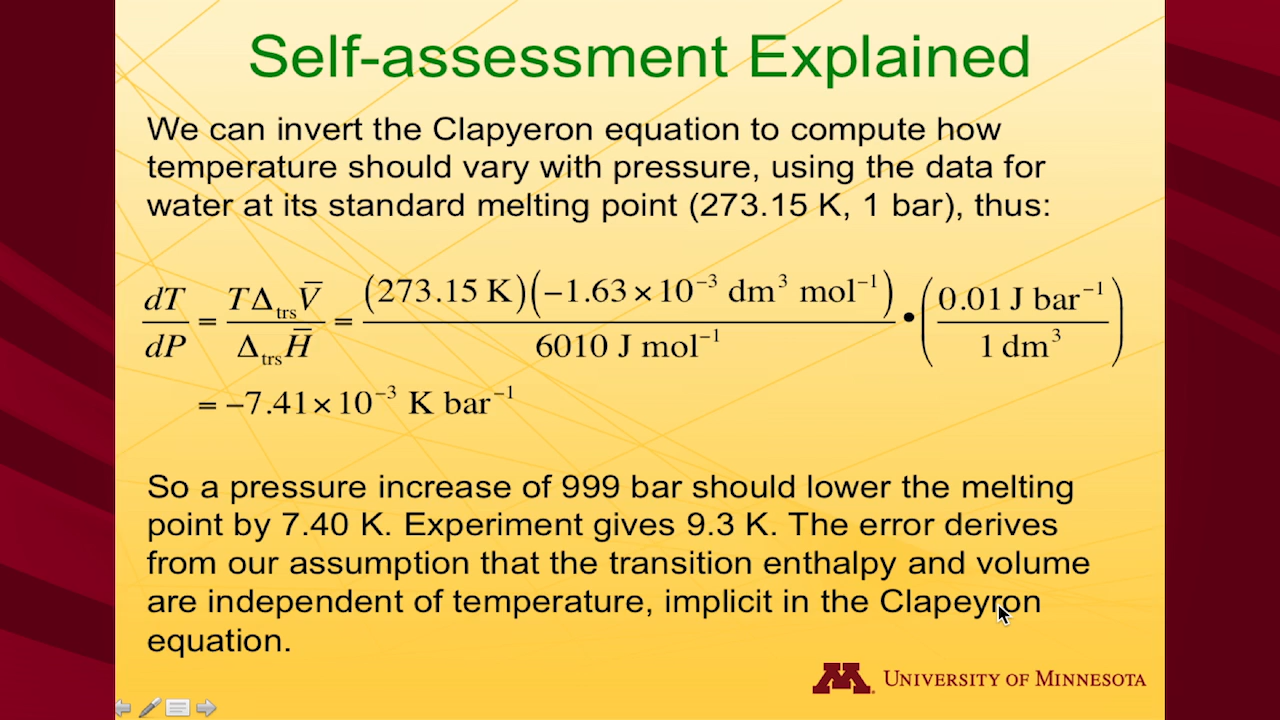 Self-assessment Explained
We can invert the Clapyeron equation to compute how
temperature should vary with pressure, using the data for
water at its standard melting point (273.15 K, 1 bar), thus:
dT/dP = TΔ_trs V̅ / Δ_trs H̅ = (273.15 K)(−1.63×10⁻³ dm³ mol⁻¹) / 6010 J mol⁻¹ • (0.01 J bar⁻¹ / 1 dm³)
= −7.41×10⁻³ K bar⁻¹
So a pressure increase of 999 bar should lower the melting
point by 7.40 K. Experiment gives 9.3 K. The error derives
from our assumption that the transition enthalpy and volume
are independent of temperature, implicit in the Clapeyron
equation.
M University of Minnesota